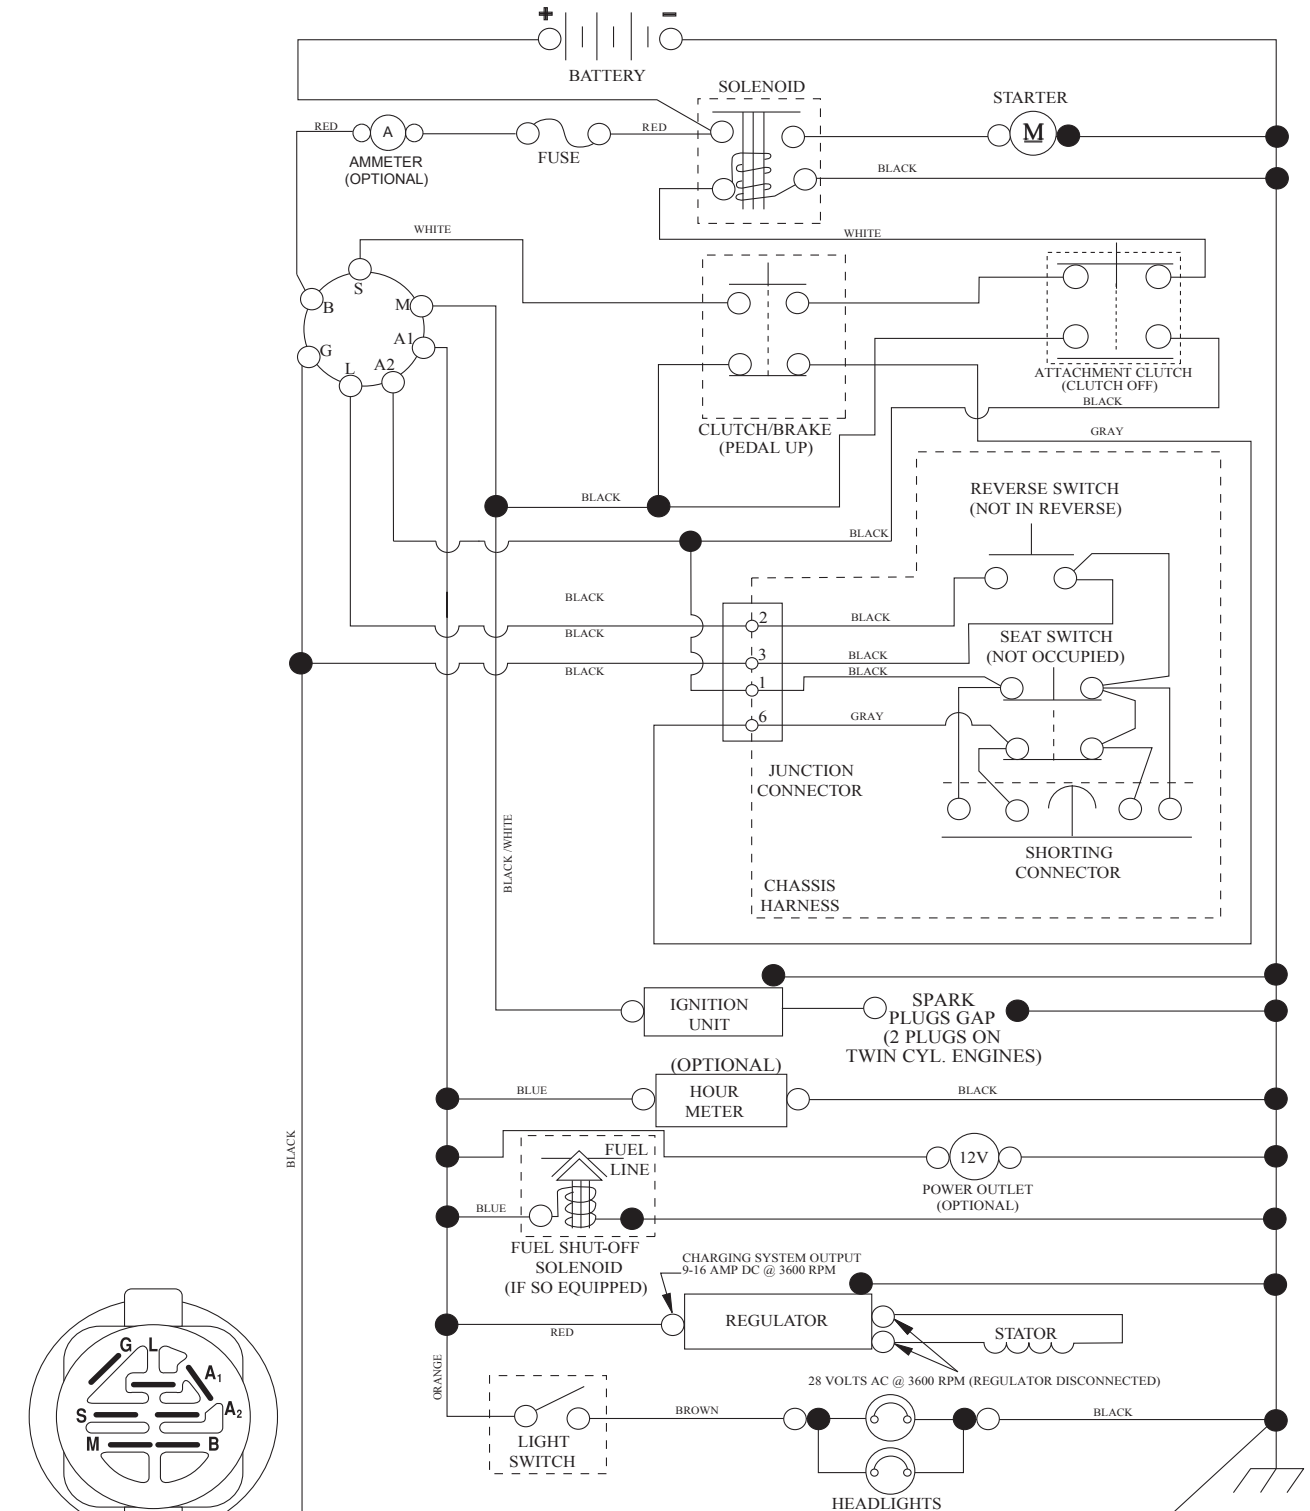 + −
BATTERY
SOLENOID
STARTER
RED
A
RED
M
AMMETER
(OPTIONAL)
FUSE
BLACK
WHITE
WHITE
S
B
M
A1
G
L
A2
ATTACHMENT CLUTCH
(CLUTCH OFF)
BLACK
CLUTCH/BRAKE
(PEDAL UP)
GRAY
REVERSE SWITCH
(NOT IN REVERSE)
BLACK
BLACK
BLACK
2
BLACK
BLACK
SEAT SWITCH
(NOT OCCUPIED)
3
BLACK
BLACK
BLACK
1
6
GRAY
JUNCTION
CONNECTOR
BLACK /WHITE
SHORTING
CONNECTOR
CHASSIS
HARNESS
IGNITION
UNIT
SPARK
PLUGS GAP
(2 PLUGS ON
TWIN CYL. ENGINES)
(OPTIONAL)
HOUR
METER
BLUE
BLACK
BLACK
FUEL
LINE
12V
POWER OUTLET
(OPTIONAL)
BLUE
FUEL SHUT-OFF
SOLENOID
(IF SO EQUIPPED)
CHARGING SYSTEM OUTPUT
9-16 AMP DC @ 3600 RPM
REGULATOR
RED
STATOR
ORANGE
28 VOLTS AC @ 3600 RPM (REGULATOR DISCONNECTED)
BROWN
BLACK
LIGHT
SWITCH
HEADLIGHTS
G L
A1
A2
S
M
B